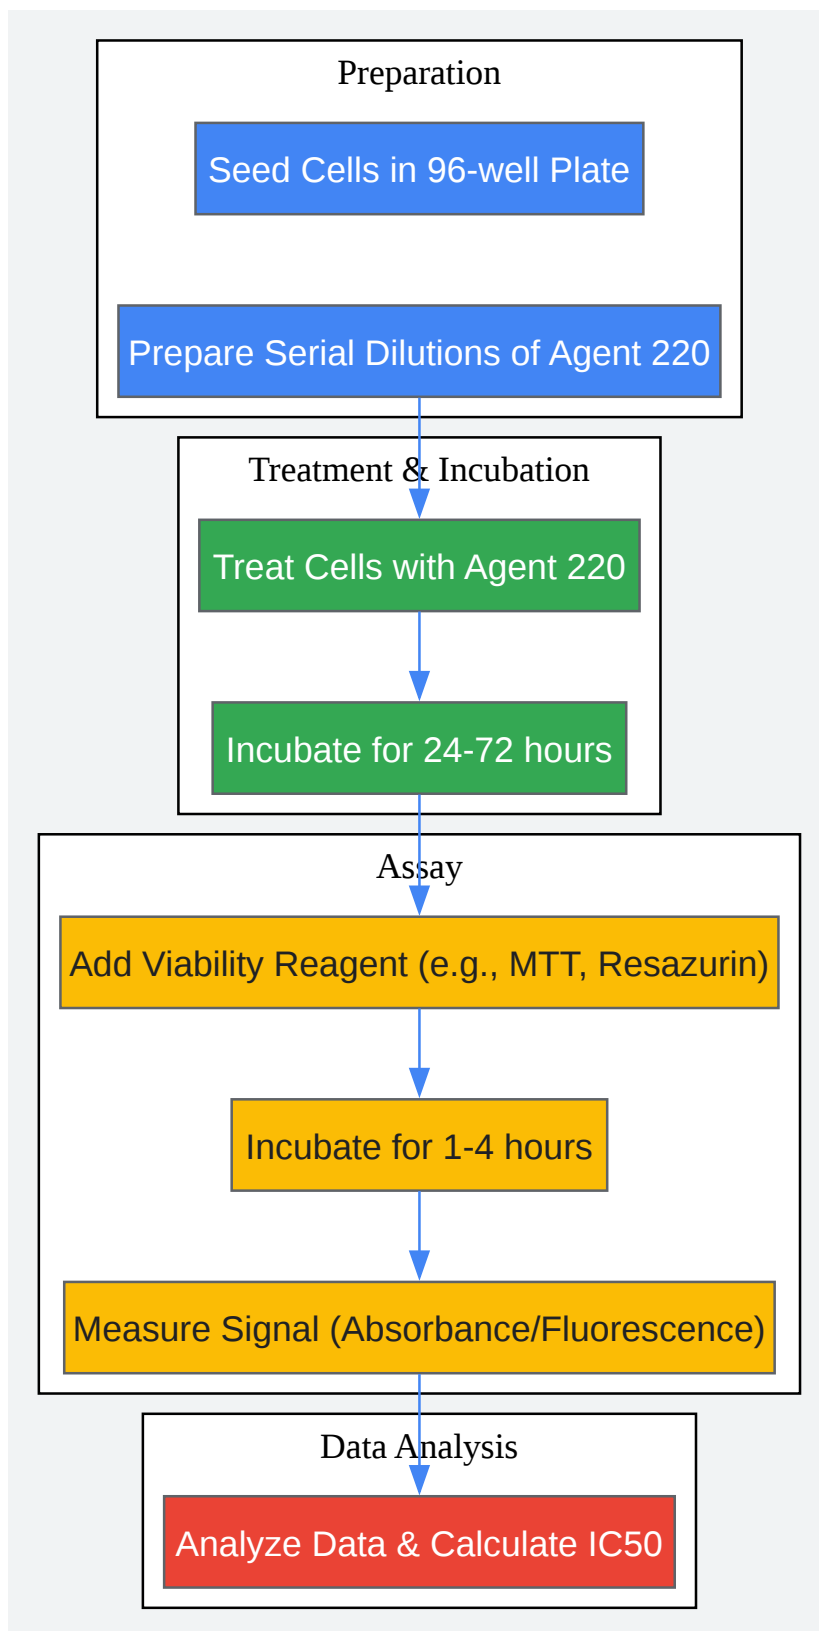 Preparation
Seed Cells in 96-well Plate
Prepare Serial Dilutions of Agent 220
Treatment & Incubation
Treat Cells with Agent 220
Incubate for 24-72 hours
Assay
Add Viability Reagent (e.g., MTT, Resazurin)
Incubate for 1-4 hours
Measure Signal (Absorbance/Fluorescence)
Data Analysis
Analyze Data & Calculate IC50